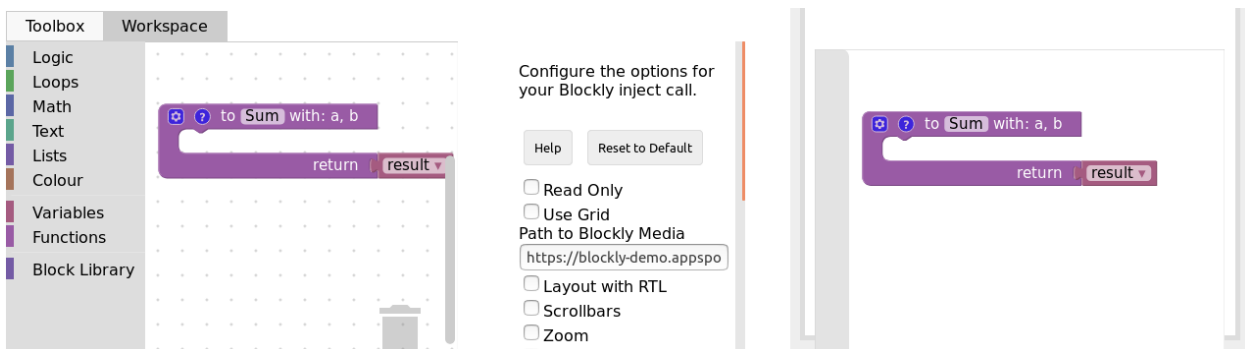 Toolbox Workspace
Logic
Loops
Math
Text
Lists
Colour
Variables
Functions
Block Library
? to Sum with: a, b
return result
Configure the options for
your Blockly inject call.
Help Reset to Default
Read Only
Use Grid
Path to Blockly Media
https://blockly-demo.appspo
Layout with RTL
Scrollbars
Zoom
? to Sum with: a, b
return result